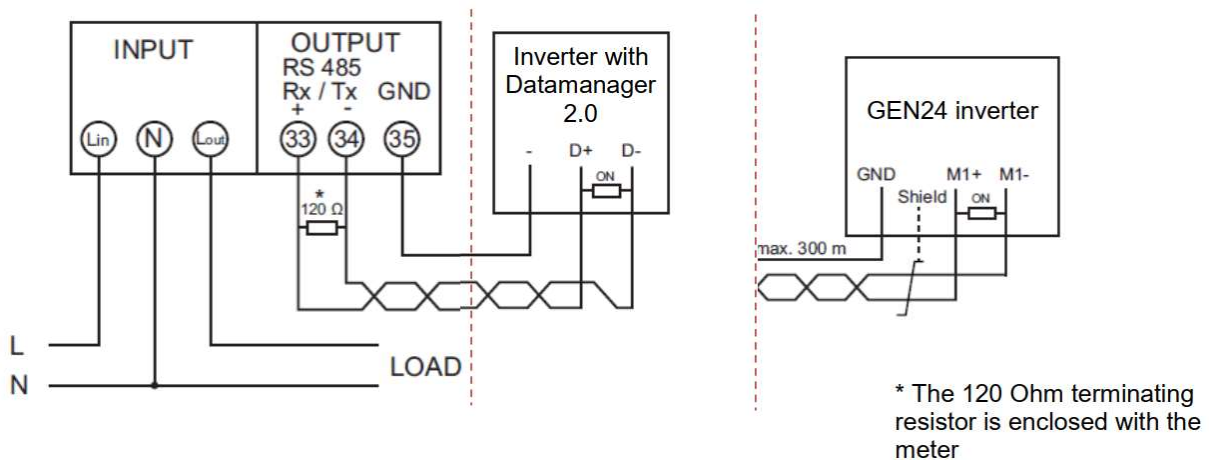 INPUT
OUTPUT
RS 485
Rx / Tx GND
+ -
Lin N Lout 33 34 35
*
120 Ω
L
N
LOAD
Inverter with
Datamanager
2.0
- D+ D-
ON
GEN24 inverter
GND M1+ M1-
Shield ON
max. 300 m
* The 120 Ohm terminating
resistor is enclosed with the
meter